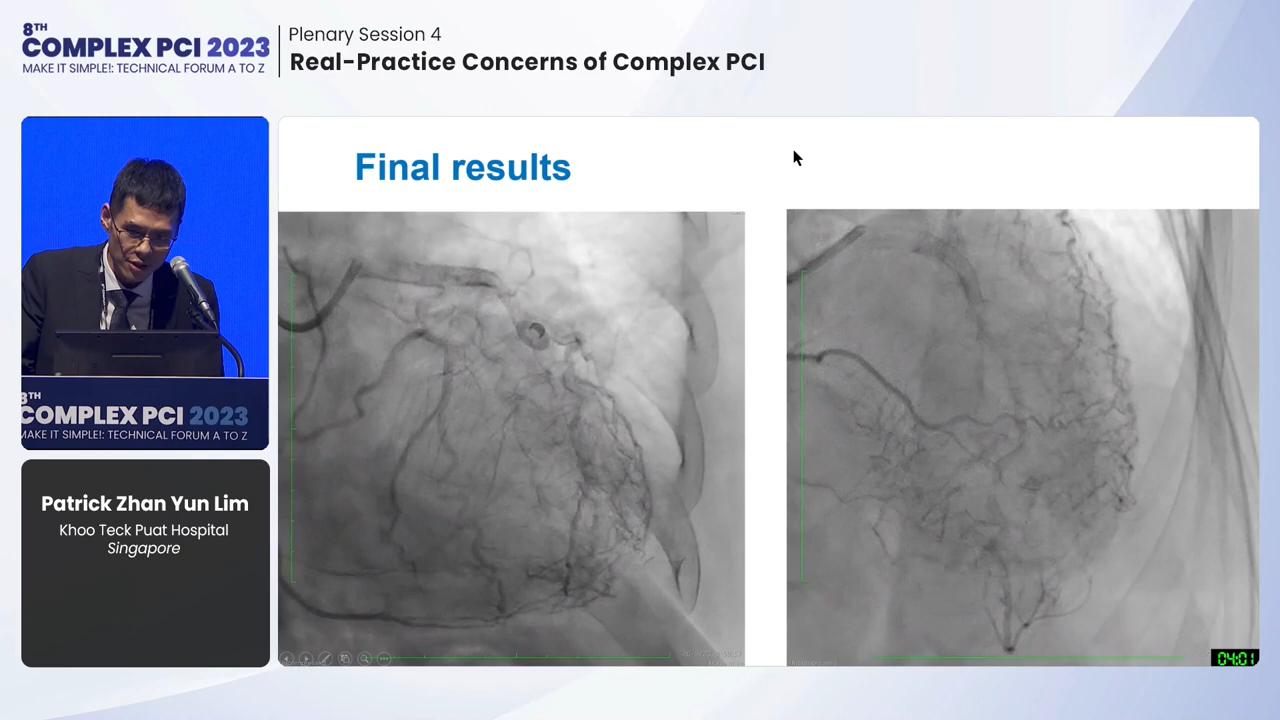 8TH
COMPLEX PCI 2023
MAKE IT SIMPLE!: TECHNICAL FORUM A TO Z
Plenary Session 4
Real-Practice Concerns of Complex PCI
Final results
8TH
COMPLEX PCI 2023
MAKE IT SIMPLE!: TECHNICAL FORUM A TO Z
Patrick Zhan Yun Lim
Khoo Teck Puat Hospital
Singapore
04:01